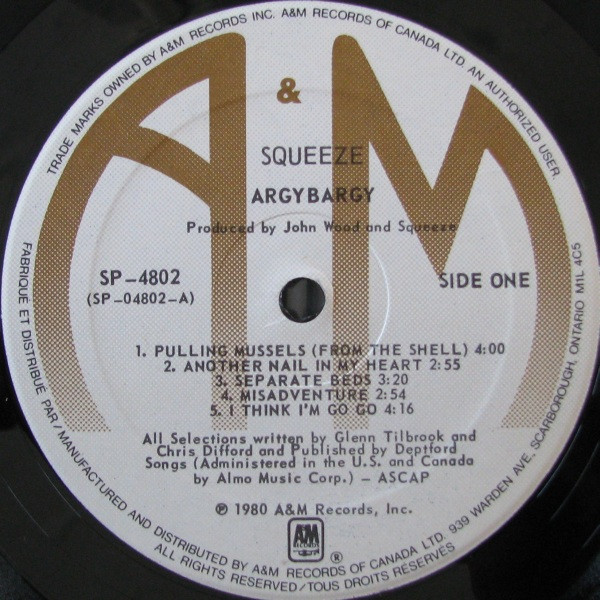 TRADE MARKS OWNED BY A&M RECORDS INC. A&M RECORDS OF CANADA LTD. AN AUTHORIZED USER.
A & M
SQUEEZE
ARGYBARGY
Produced by John Wood and Squeeze
SP-4802
(SP-04802-A)
SIDE ONE
1. PULLING MUSSELS (FROM THE SHELL) 4:00
2. ANOTHER NAIL IN MY HEART 2:55
3. SEPARATE BEDS 3:20
4. MISADVENTURE 2:54
5. I THINK I'M GO GO 4:16
All Selections written by Glenn Tilbrook and
Chris Difford and Published by Deptford
Songs (Administered in the U.S. and Canada
by Almo Music Corp.) - ASCAP
℗ 1980 A&M Records, Inc.
AM ®
FABRIQUÉ ET DISTRIBUÉ PAR / MANUFACTURED AND DISTRIBUTED BY A&M RECORDS OF CANADA LTD. 939 WARDEN AVE, SCARBOROUGH, ONTARIO M1L 4C5
ALL RIGHTS RESERVED/TOUS DROITS RÉSERVÉS